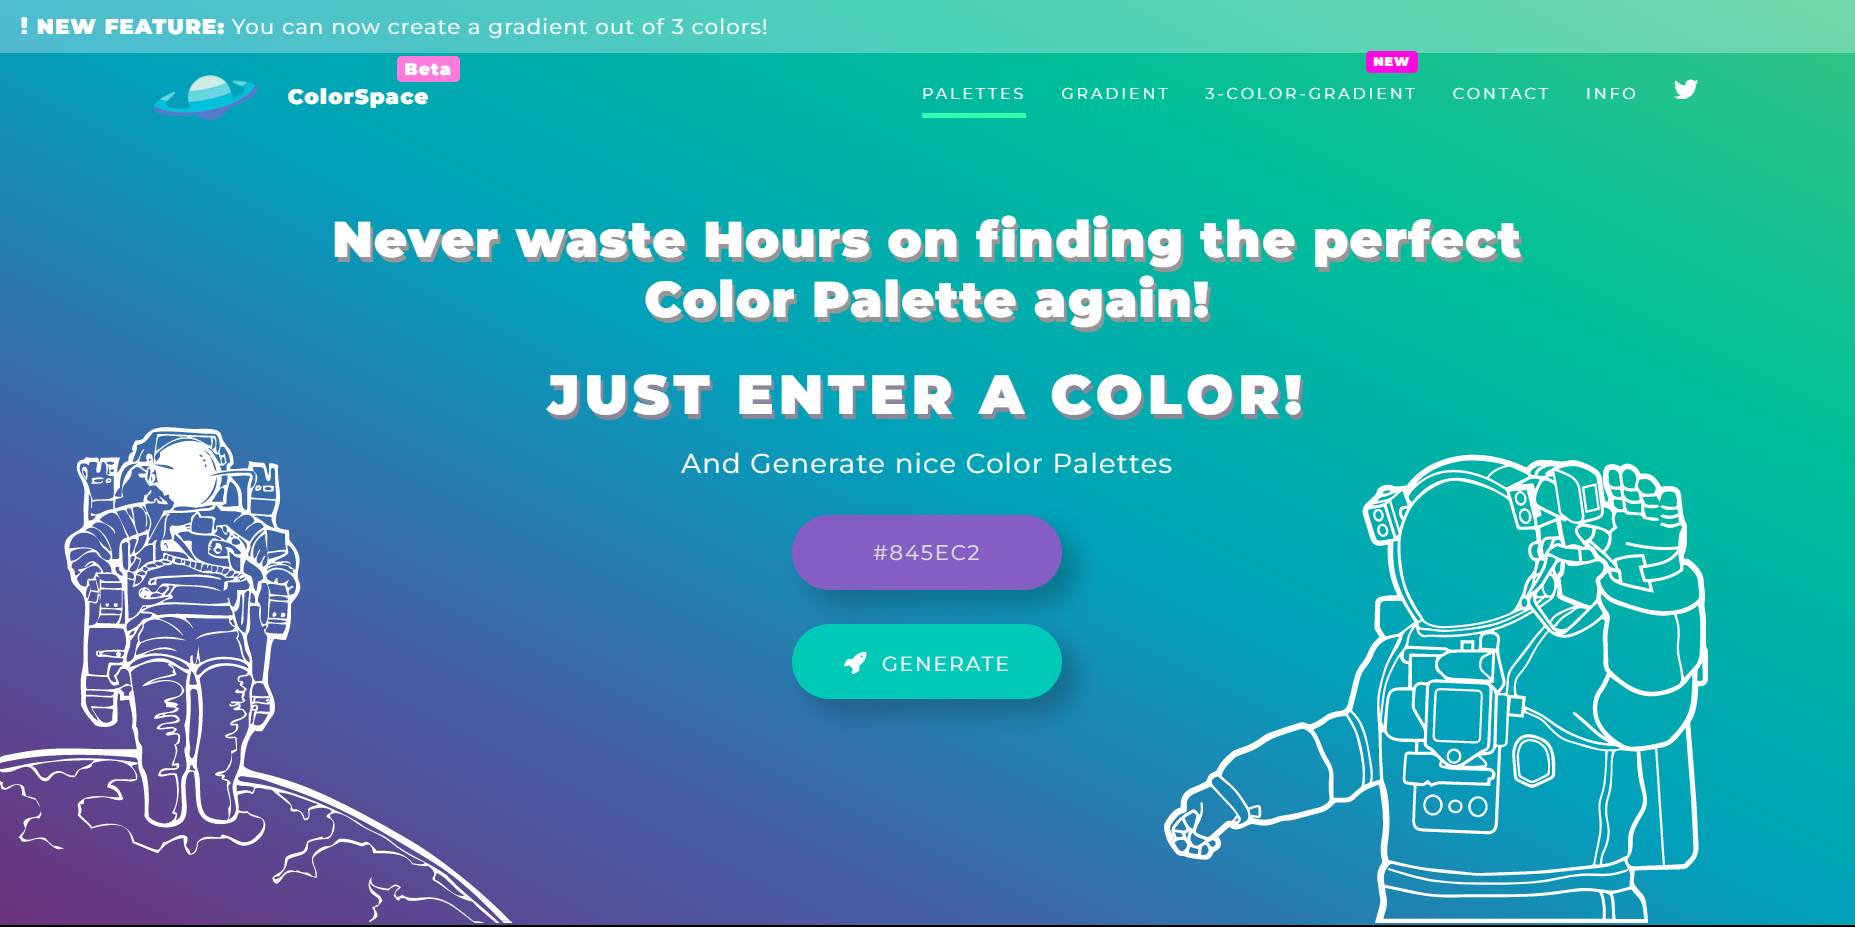 ! NEW FEATURE: You can now create a gradient out of 3 colors!
Beta
ColorSpace
NEW
PALETTES GRADIENT 3-COLOR-GRADIENT CONTACT INFO
Never waste Hours on finding the perfect
Color Palette again!
JUST ENTER A COLOR!
And Generate nice Color Palettes
#845EC2
GENERATE